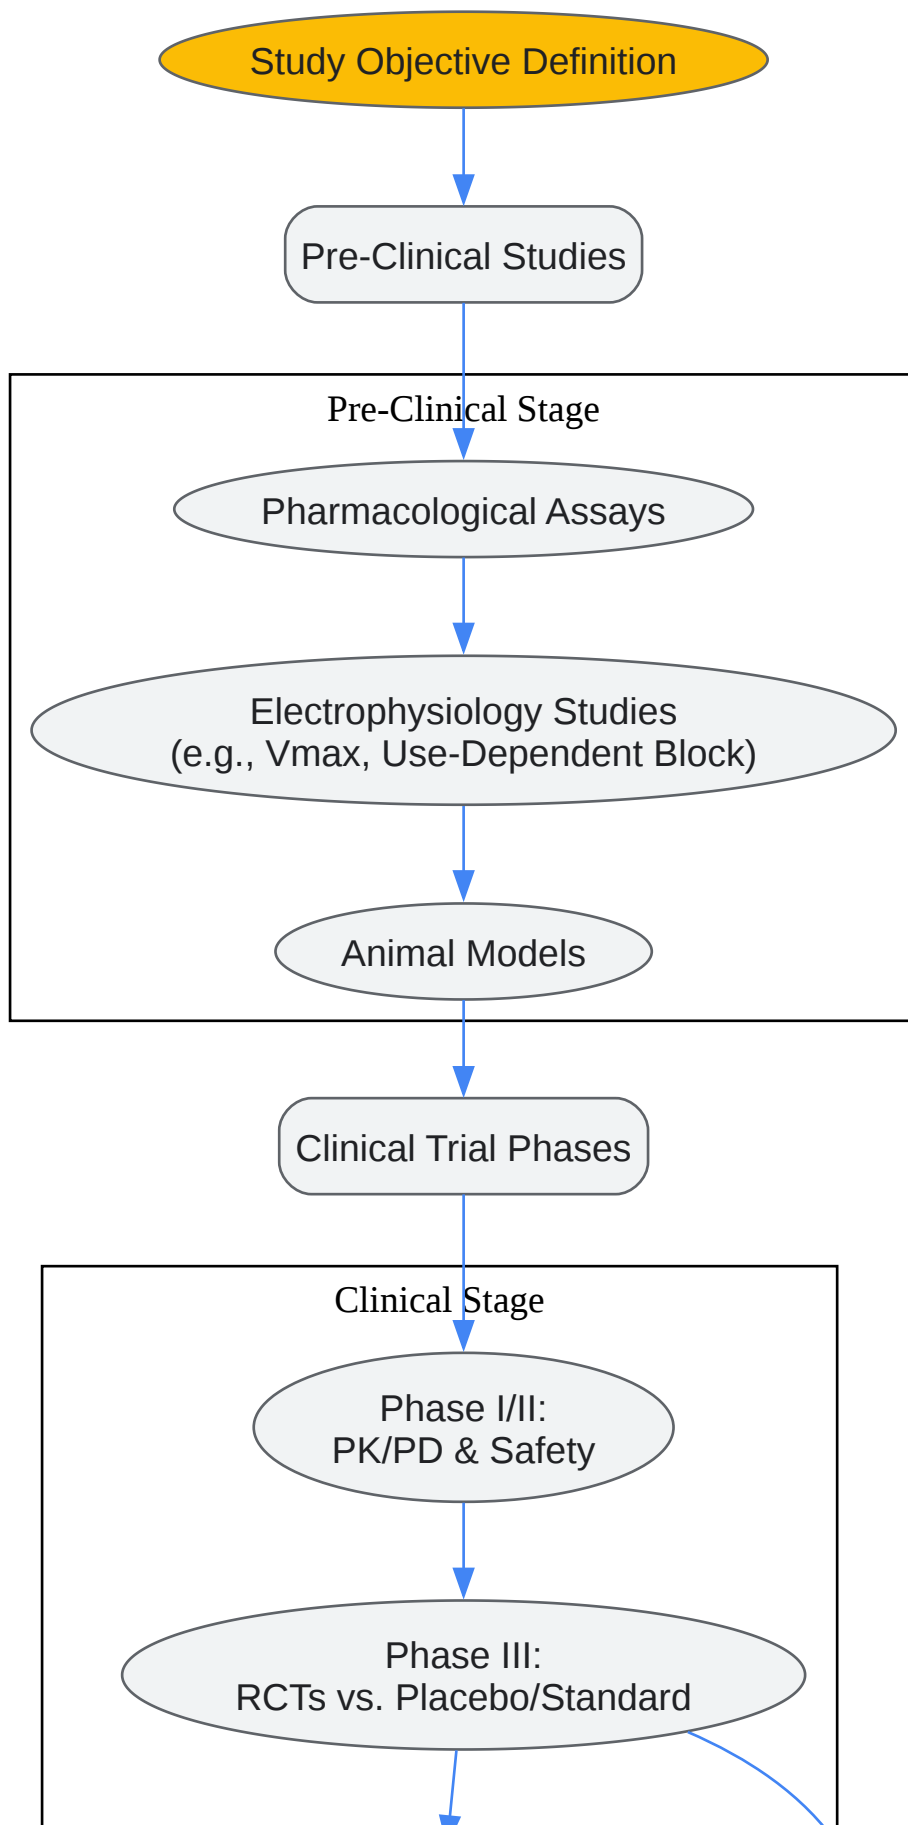 Study Objective Definition
Pre-Clinical Studies
Pre-Clinical Stage
Pharmacological Assays
Electrophysiology Studies
(e.g., Vmax, Use-Dependent Block)
Animal Models
Clinical Trial Phases
Clinical Stage
Phase I/II:
PK/PD & Safety
Phase III:
RCTs vs. Placebo/Standard